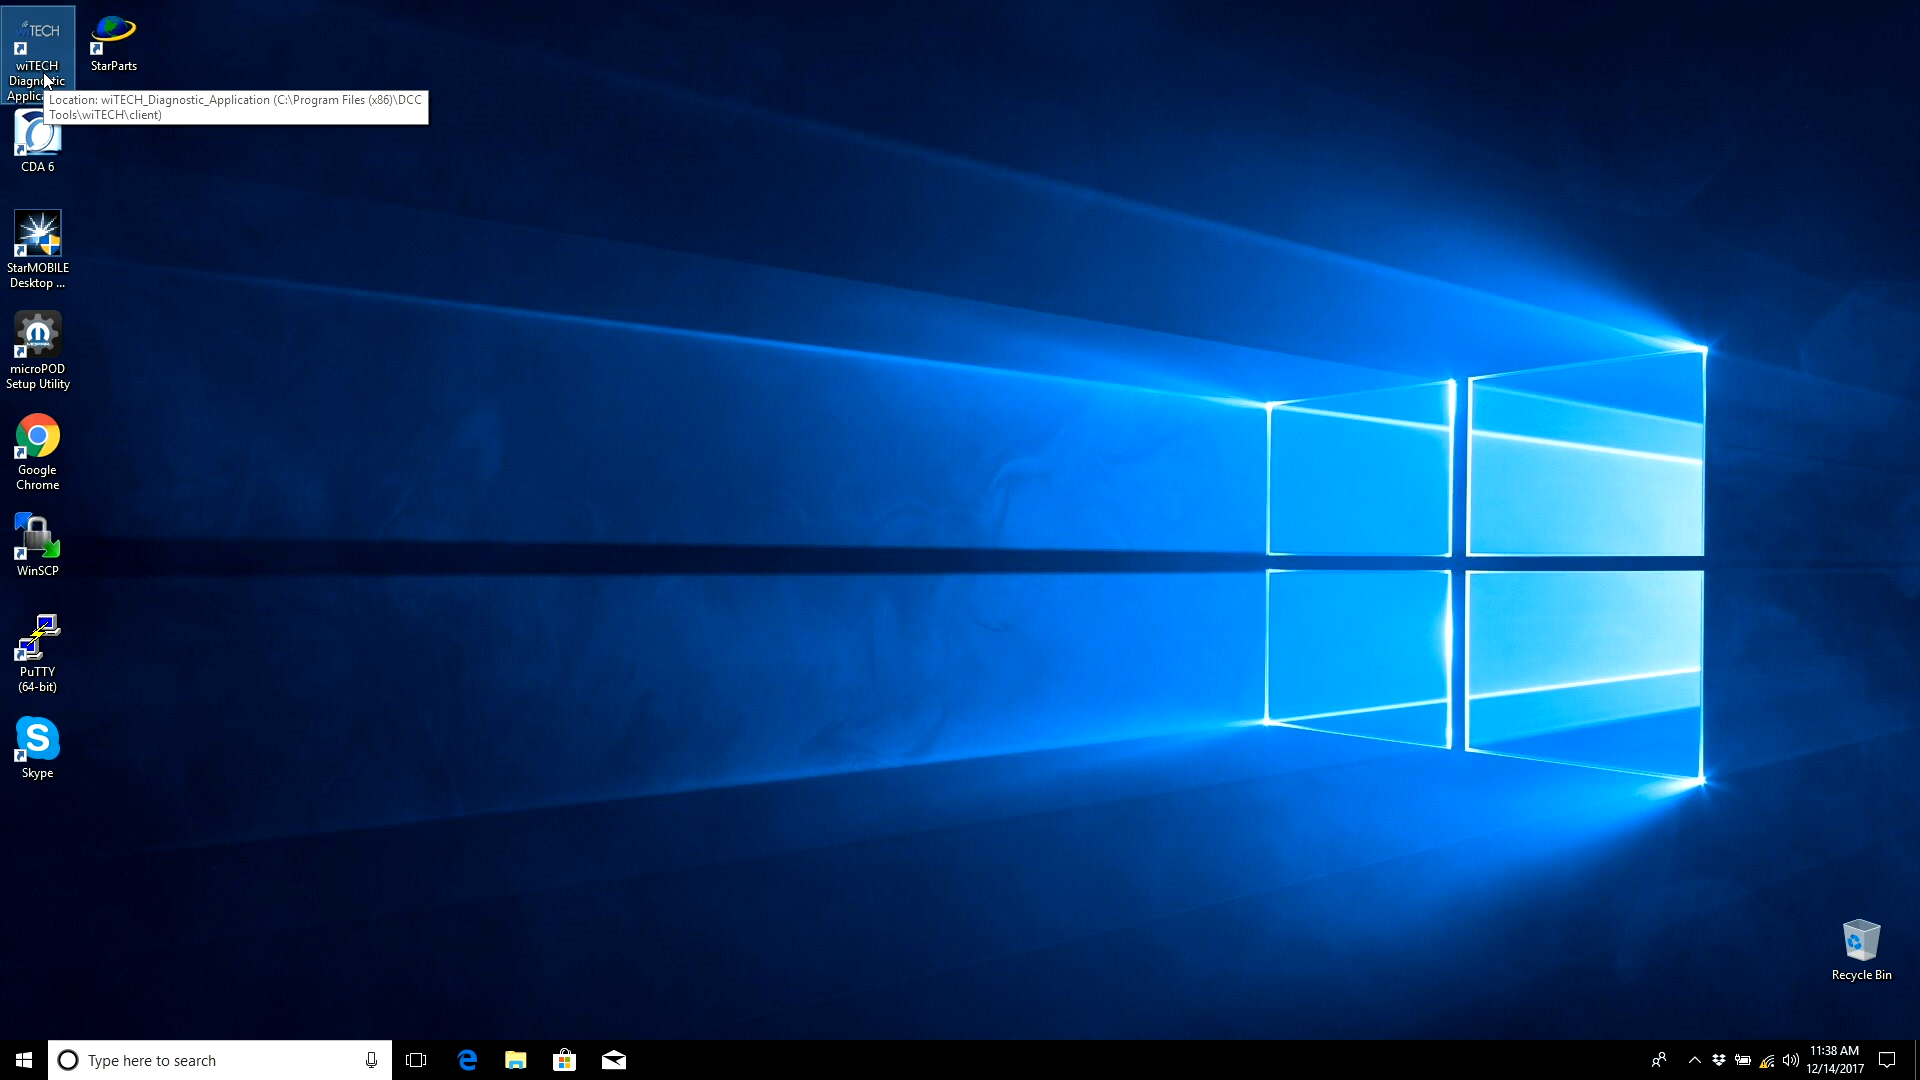 wiTECH
wiTECH
Diagnostic
Applic
StarParts
Location: wiTECH_Diagnostic_Application (C:\Program Files (x86)\DCC
Tools\wiTECH\client)
CDA 6
StarMOBILE
Desktop ...
MOPAR
microPOD
Setup Utility
Google
Chrome
WinSCP
PuTTY
(64-bit)
S
Skype
Recycle Bin
Type here to search
11:38 AM
12/14/2017